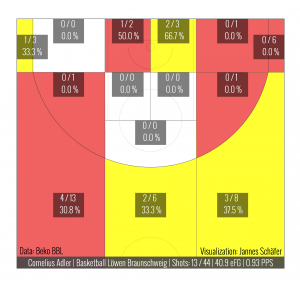 0 / 0
0.0 %
1 / 2
50.0 %
2 / 3
66.7 %
0 / 1
0.0 %
1 / 3
33.3 %
0 / 6
0.0 %
0 / 1
0.0 %
0 / 0
0.0 %
0 / 0
0.0 %
0 / 1
0.0 %
0 / 0
0.0 %
4 / 13
30.8 %
2 / 6
33.3 %
3 / 8
37.5 %
Data: Beko BBL
Visualization: Jannes Schäfer
Cornelius Adler | Basketball Löwen Braunschweig | Shots: 13 / 44 | 40.9 eFG | 0.93 PPS